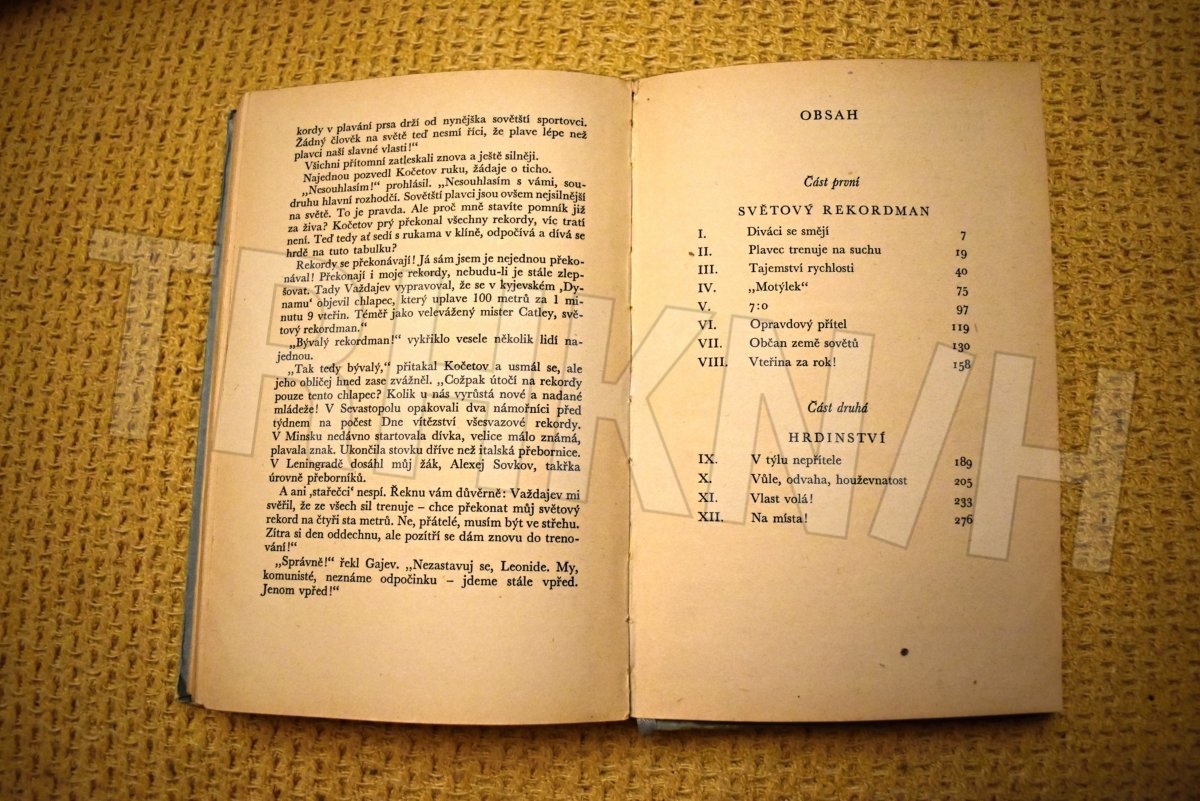 kordy v plavání prsa drží od nynějška sovětští sportovci.
Žádný člověk na světě teď nesmí říci, že plave lépe než
plavci naší slavné vlasti!“
Všichni přítomní zatleskali znova a ještě silněji.
Najednou pozvedl Kočetov ruku, žádaje o ticho.
„Nesouhlasím!“ prohlásil. „Nesouhlasím s vámi, sou-
druhu hlavní rozhodčí. Sovětští plavci jsou ovšem nejsilnější
na světě. To je pravda. Ale proč mně stavíte pomník již
za živa? Kočetov prý překonal všechny rekordy, víc tratí
není. Teď tedy ať sedí s rukama v klíně, odpočívá a dívá se
hrdě na tuto tabulku?
Rekordy se překonávají! Já sám jsem je nejednou překo-
nával! Překonají i moje rekordy, nebudu-li je stále zlep-
šovat. Tady Važdajev vypravoval, že se v kyjevském ‚Dy-
namu‘ objevil chlapec, který uplave 100 metrů za 1 mi-
nutu 9 vteřin. Téměř jako velevážený mister Catley, svě-
tový rekordman.“
„Bývalý rekordman!“ vykřiklo vesele několik lidí na-
jednou.
„Tak tedy bývalý,“ přitakal Kočetov a usmál se, ale
jeho obličej hned zase zvážněl. „Cožpak útočí na rekordy
pouze tento chlapec? Kolik u nás vyrůstá nové a nadané
mládeže! V Sevastopolu opakovali dva námořníci před
týdnem na počest Dne vítězství všesvazové rekordy.
V Minsku nedávno startovala dívka, velice málo známá,
plavala znak. Ukončila stovku dříve než italská přebornice.
V Leningradě dosáhl můj žák, Alexej Sovkov, takřka
úrovně přeborníků.
A ani ‚stařečci‘ nespí. Řeknu vám důvěrně: Važdajev mi
svěřil, že ze všech sil trenuje – chce překonat můj světový
rekord na čtyři sta metrů. Ne, přátelé, musím být ve střehu.
Zítra si den oddechnu, ale pozítří se dám znovu do treno-
vání!“
„Správně!“ řekl Gajev. „Nezastavuj se, Leonide. My,
komunisté, neznáme odpočinku – jdeme stále vpřed.
Jenom vpřed!“
OBSAH
Část první
SVĚTOVÝ REKORDMAN
I. Diváci se smějí 7
II. Plavec trenuje na suchu 19
III. Tajemství rychlosti 40
IV. „Motýlek“ 75
V. 7:0 97
VI. Opravdový přítel 119
VII. Občan země sovětů 130
VIII. Vteřina za rok! 158
Část druhá
HRDINSTVÍ
IX. V týlu nepřítele 189
X. Vůle, odvaha, houževnatost 205
XI. Vlast volá! 233
XII. Na místa! 276